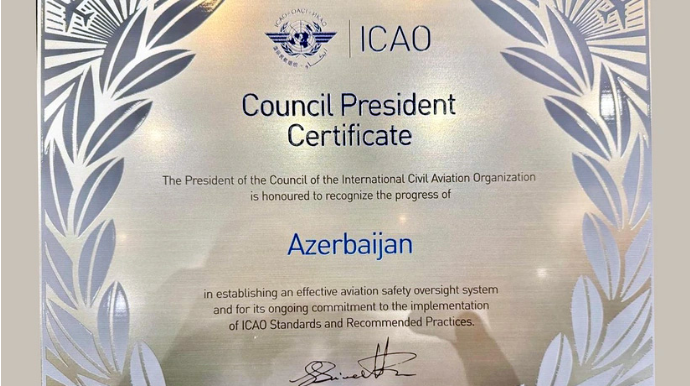 ICAO
Council President
Certificate
The President of the Council of the International Civil Aviation Organization
is honoured to recognize the progress of
Azerbaijan
in establishing an effective aviation safety oversight system
and for its ongoing commitment to the implementation
of ICAO Standards and Recommended Practices.